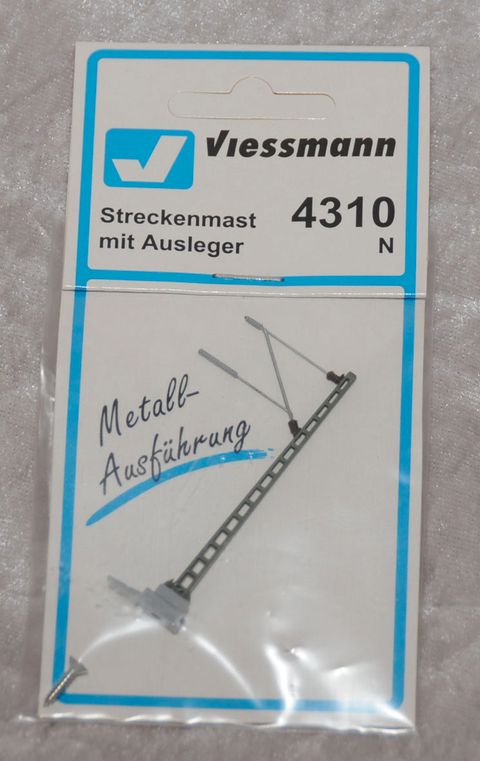 Viessmann
Streckenmast
mit Ausleger
4310
N
Metall-
Ausführung